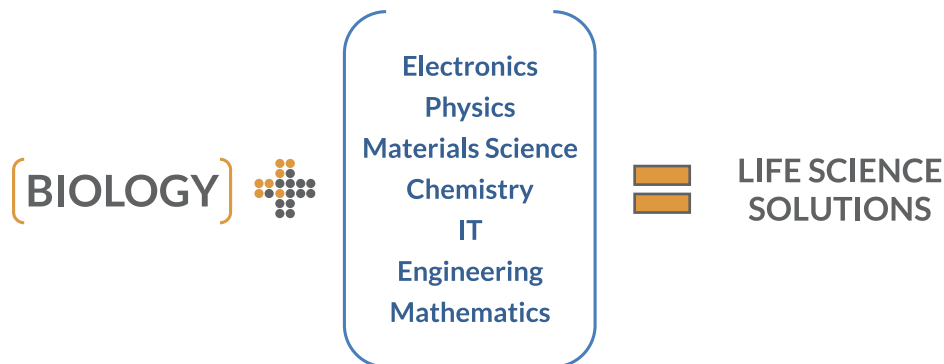 BIOLOGY
Electronics
Physics
Materials Science
Chemistry
IT
Engineering
Mathematics
LIFE SCIENCE
SOLUTIONS